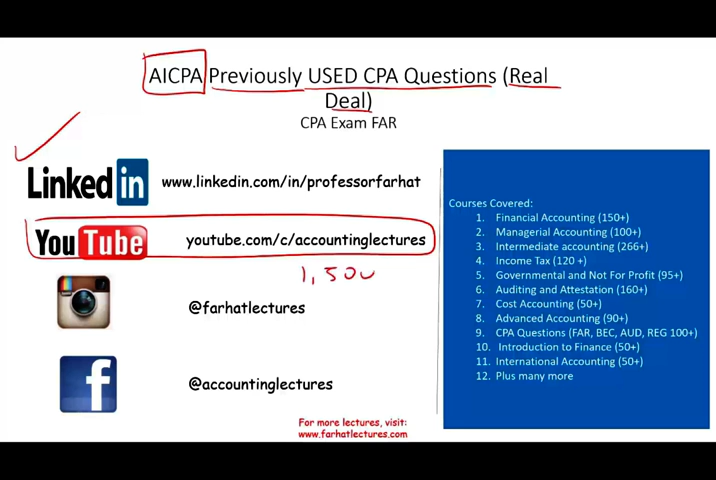 AICPA Previously USED CPA Questions (Real
Deal)
CPA Exam FAR
Linked in www.linkedin.com/in/professorfarhat
You Tube youtube.com/c/accountinglectures
1,500
@farhatlectures
f @accountinglectures
For more lectures, visit:
www.farhatlectures.com
Courses Covered:
1. Financial Accounting (150+)
2. Managerial Accounting (100+)
3. Intermediate accounting (266+)
4. Income Tax (120 +)
5. Governmental and Not For Profit (95+)
6. Auditing and Attestation (160+)
7. Cost Accounting (50+)
8. Advanced Accounting (90+)
9. CPA Questions (FAR, BEC, AUD, REG 100+)
10. Introduction to Finance (50+)
11. International Accounting (50+)
12. Plus many more